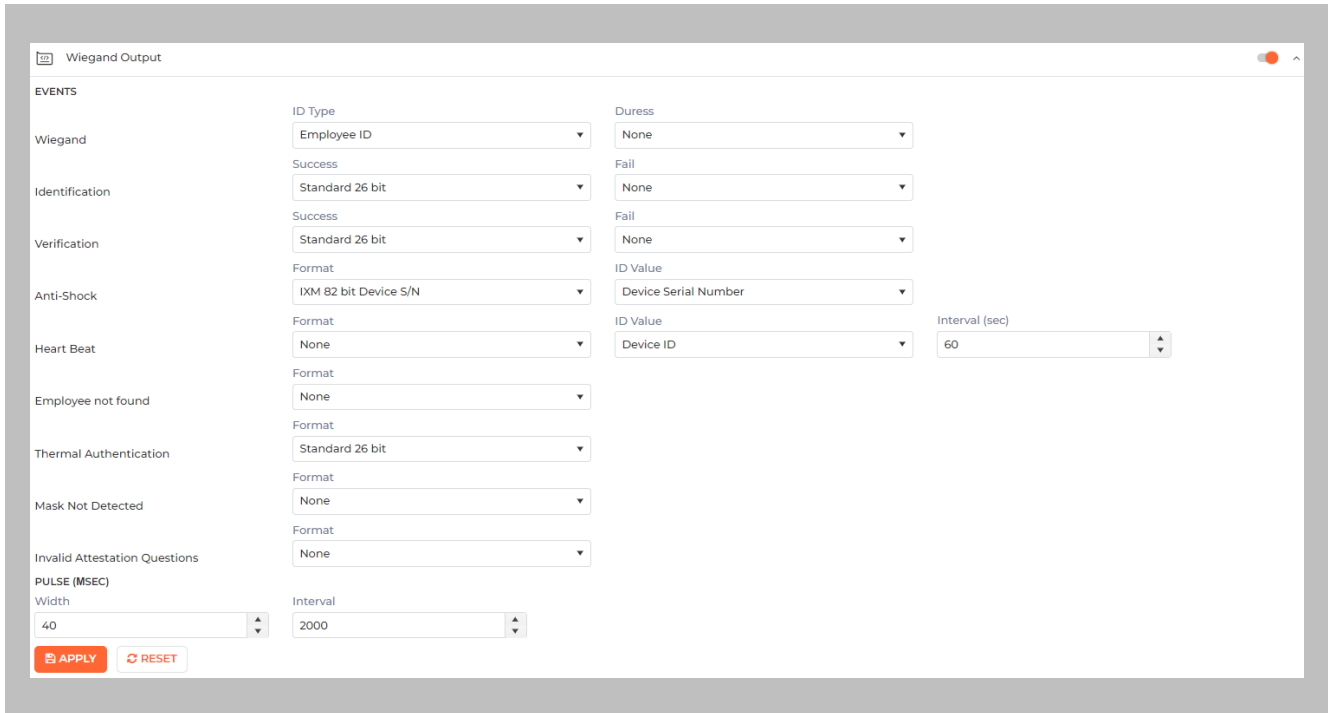 Wiegand Output
EVENTS
ID Type Duress
Wiegand Employee ID None
Success Fail
Identification Standard 26 bit None
Success Fail
Verification Standard 26 bit None
Format ID Value
Anti-Shock IXM 82 bit Device S/N Device Serial Number
Format ID Value Interval (sec)
Heart Beat None Device ID 60
Format
Employee not found None
Format
Thermal Authentication Standard 26 bit
Format
Mask Not Detected None
Format
Invalid Attestation Questions None
PULSE (MSEC)
Width Interval
40 2000
APPLY RESET